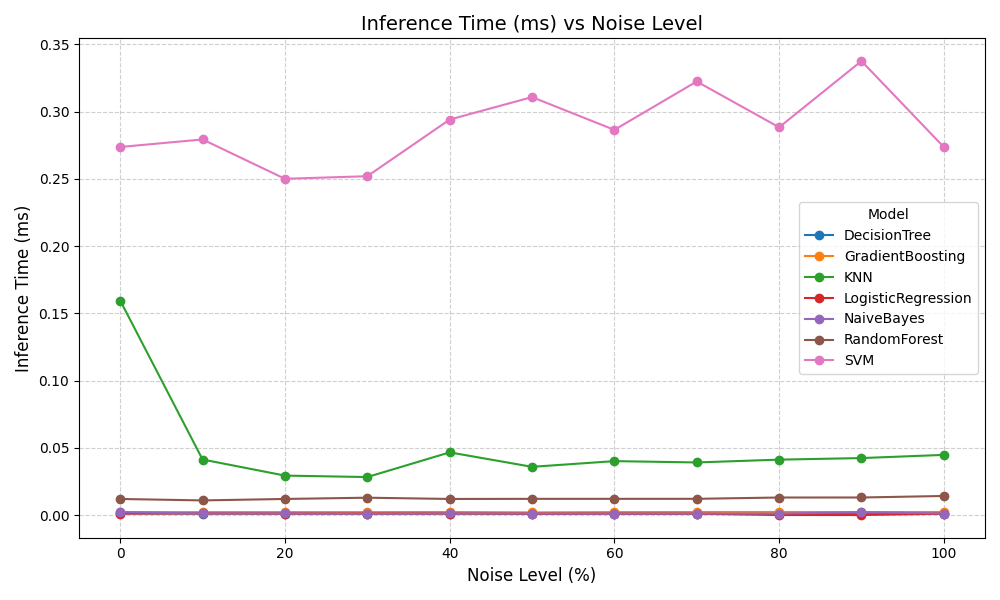 Inference Time (ms) vs Noise Level
Inference Time (ms)
0.35
0.30
0.25
0.20
0.15
0.10
0.05
0.00
0 20 40 60 80 100
Noise Level (%)
Model
DecisionTree
GradientBoosting
KNN
LogisticRegression
NaiveBayes
RandomForest
SVM